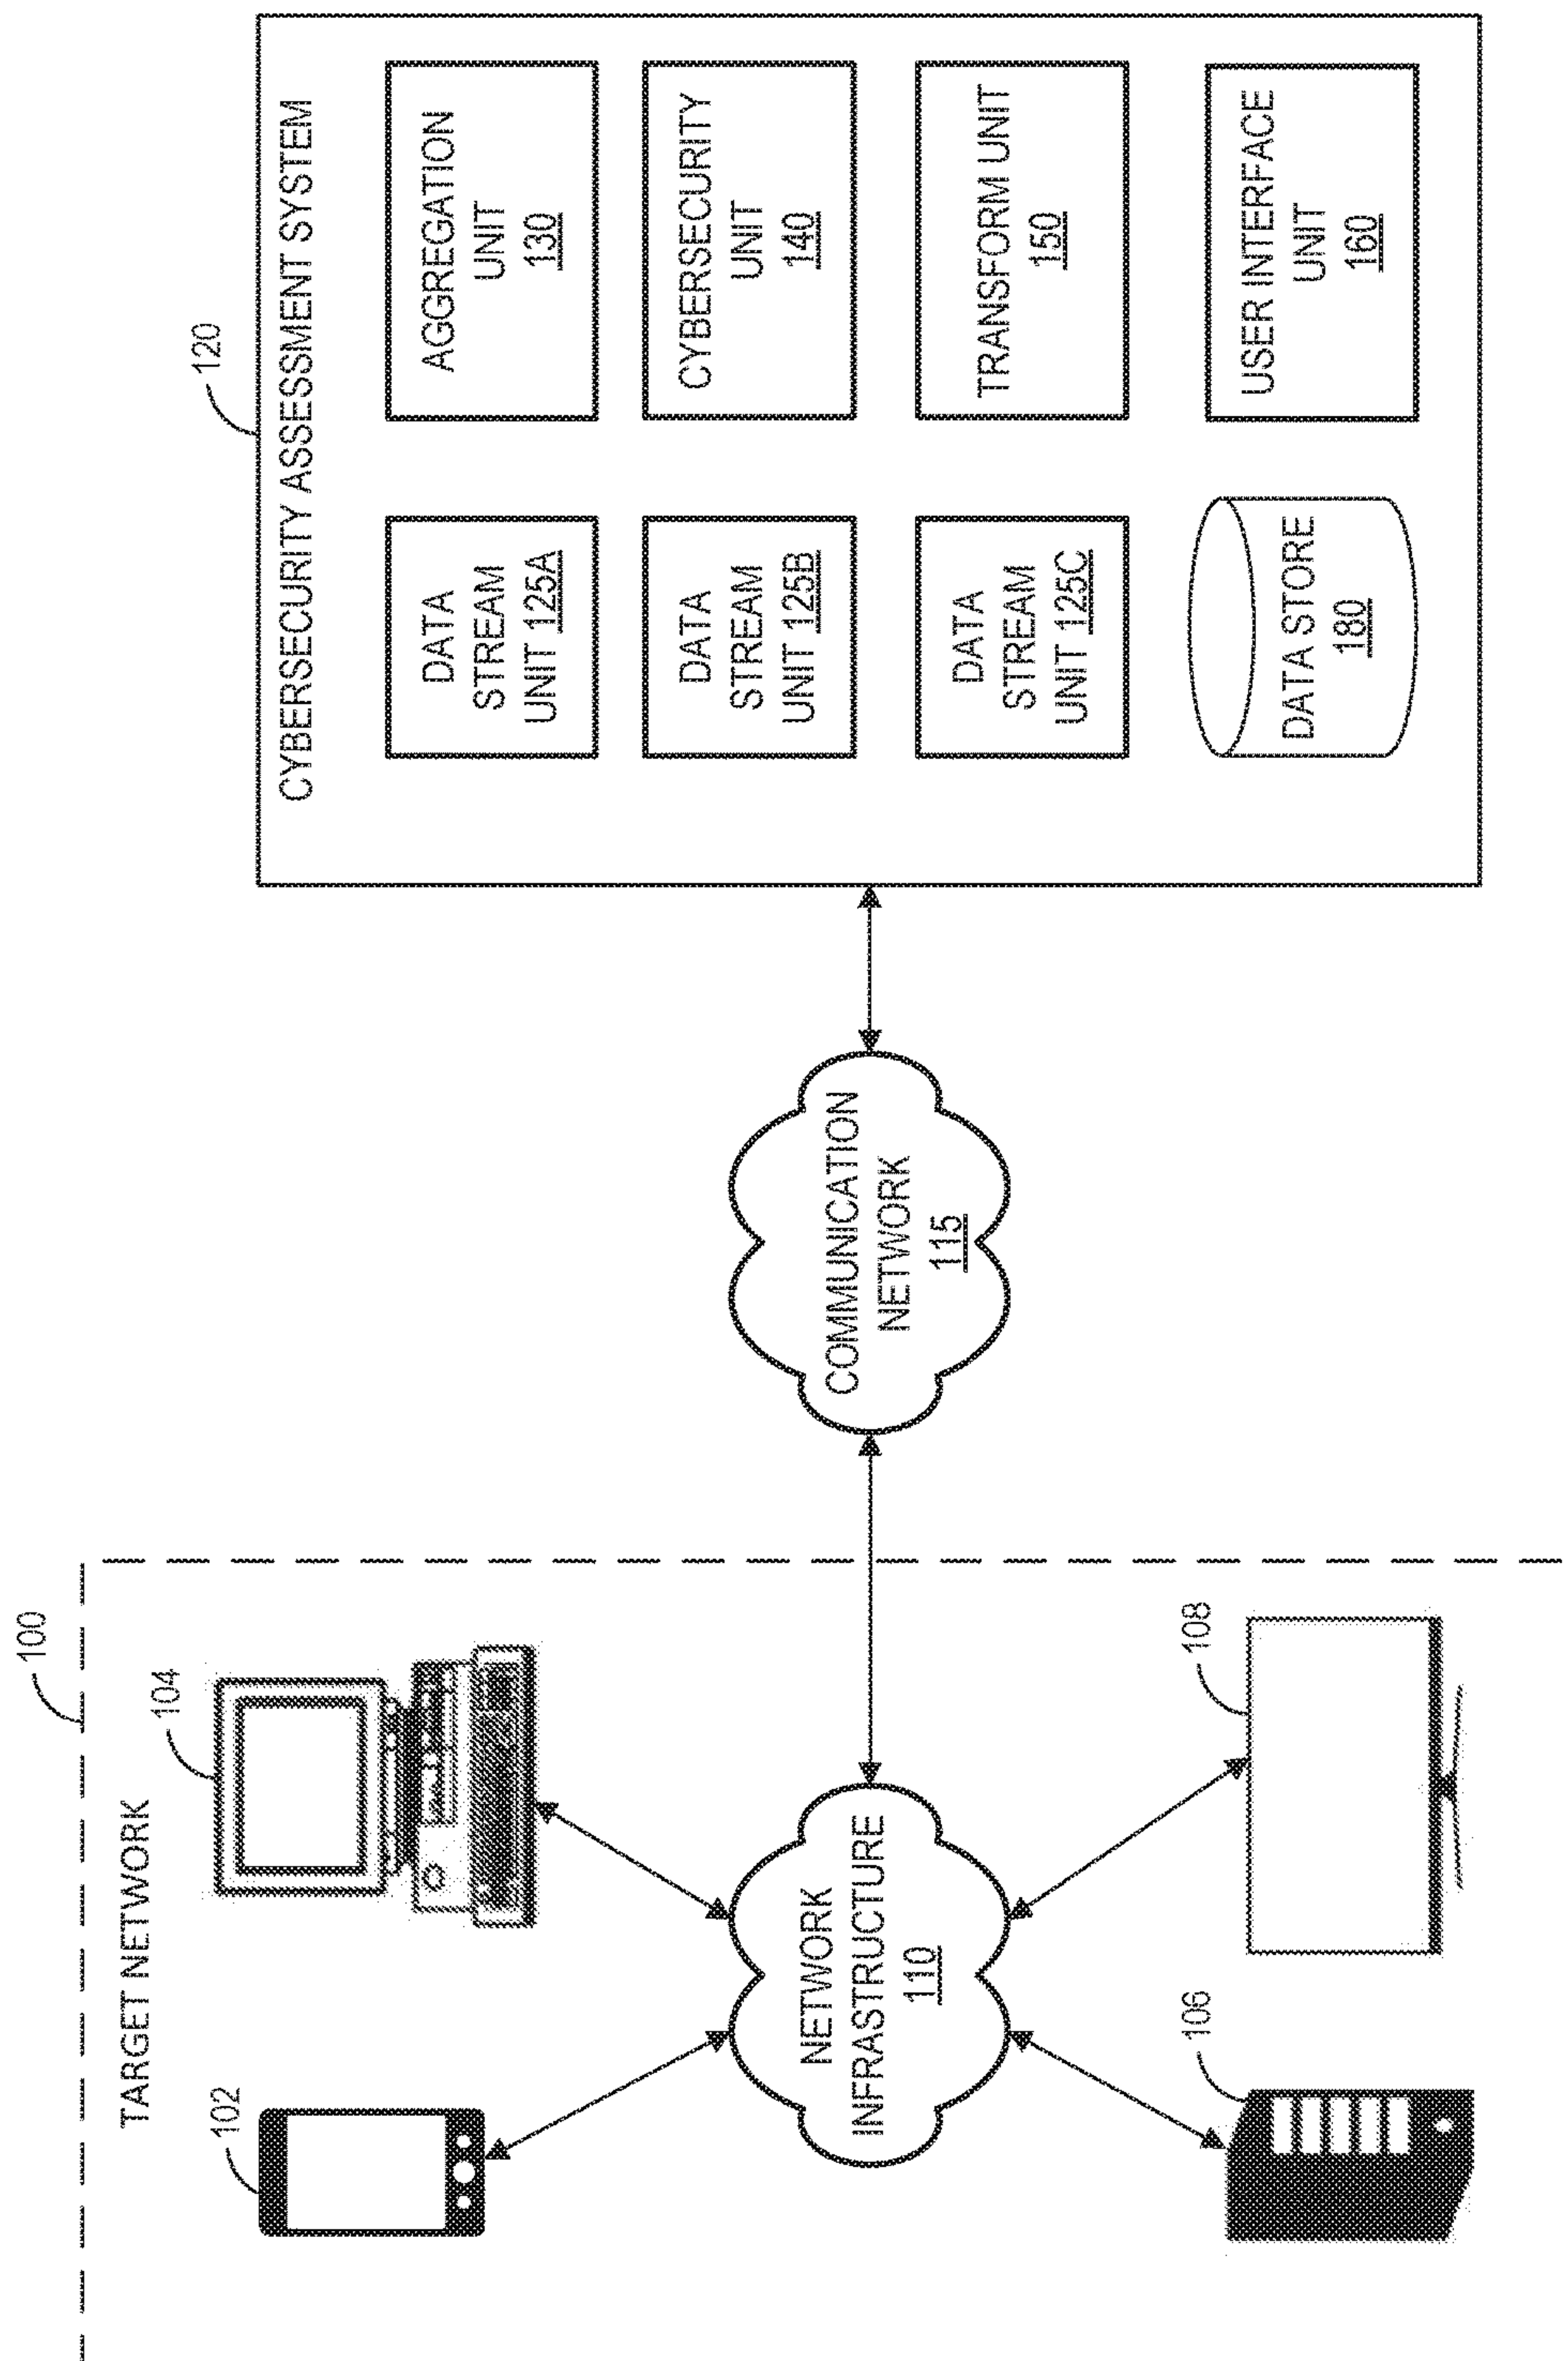 100
TARGET NETWORK
102
104
NETWORK
INFRASTRUCTURE
110
106
108
COMMUNICATION
NETWORK
115
120
CYBERSECURITY ASSESSMENT SYSTEM
DATA
STREAM
UNIT 125A
AGGREGATION
UNIT
130
DATA
STREAM
UNIT 125B
CYBERSECURITY
UNIT
140
DATA
STREAM
UNIT 125C
TRANSFORM UNIT
150
DATA STORE
180
USER INTERFACE
UNIT
160